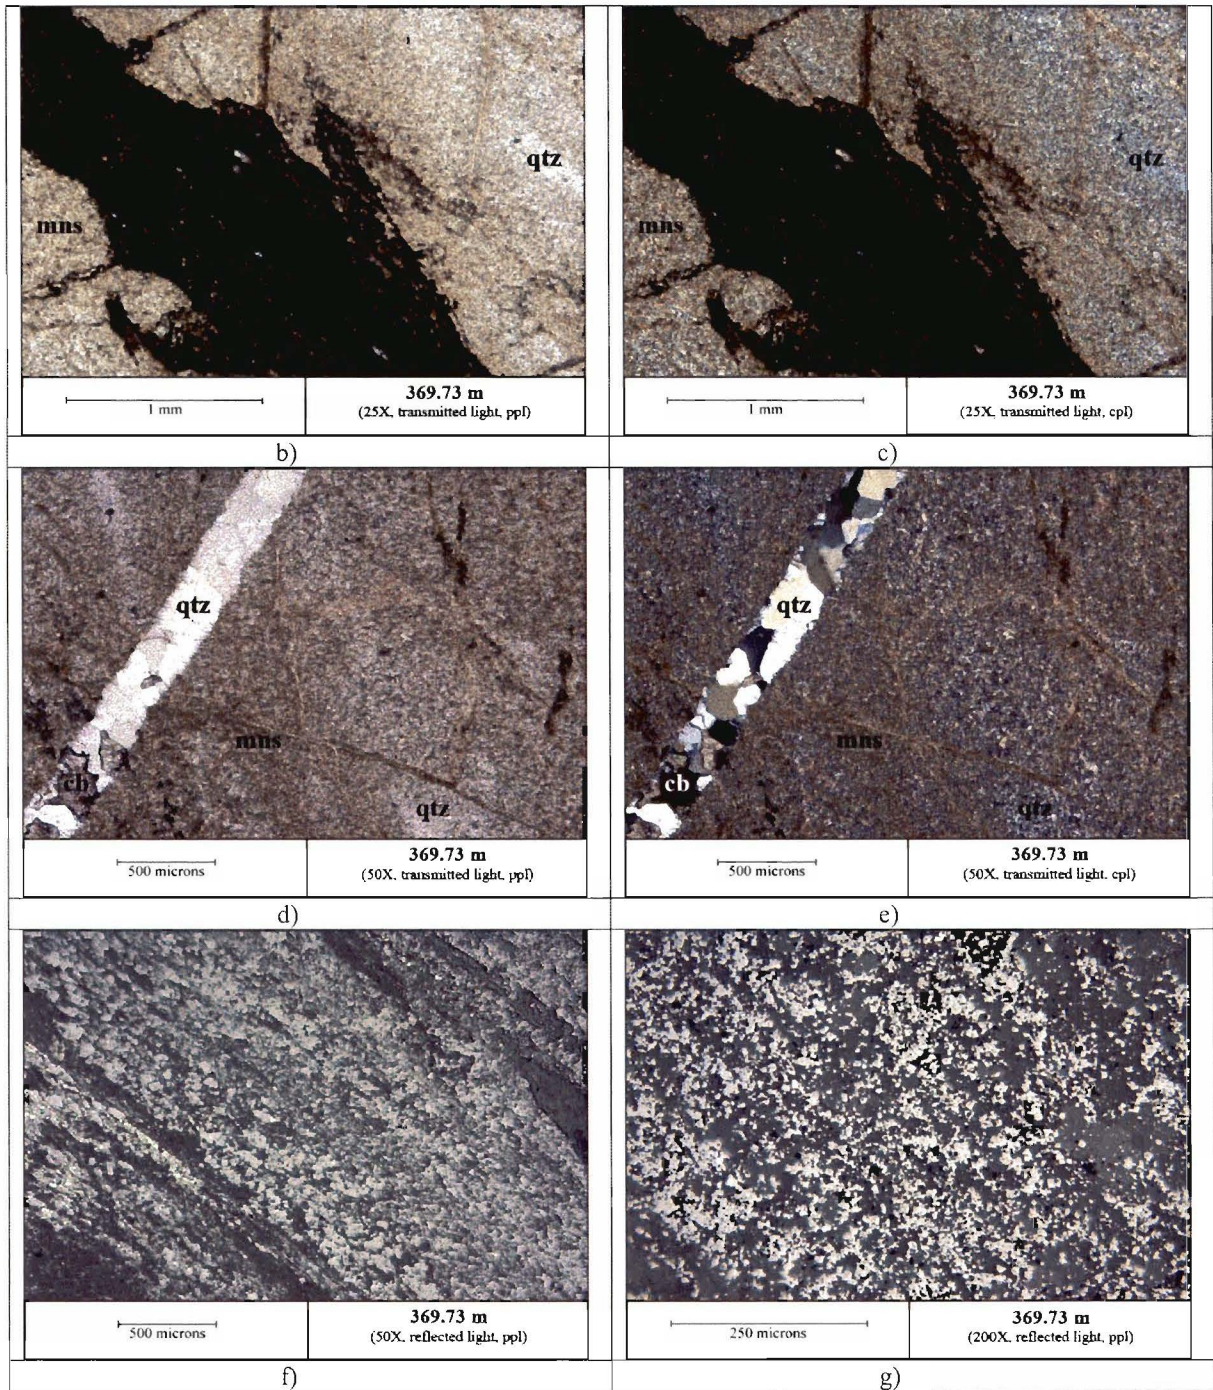 qtz
mns
1 mm
369.73 m
(25X, transmitted light, ppl)
b)
qtz
mns
1 mm
369.73 m
(25X, transmitted light, cpl)
c)
qtz
mns
cb
qtz
500 microns
369.73 m
(50X, transmitted light, ppl)
d)
qtz
mns
cb
qtz
500 microns
369.73 m
(50X, transmitted light, cpl)
e)
500 microns
369.73 m
(50X, reflected light, ppl)
f)
250 microns
369.73 m
(200X, reflected light, ppl)
g)